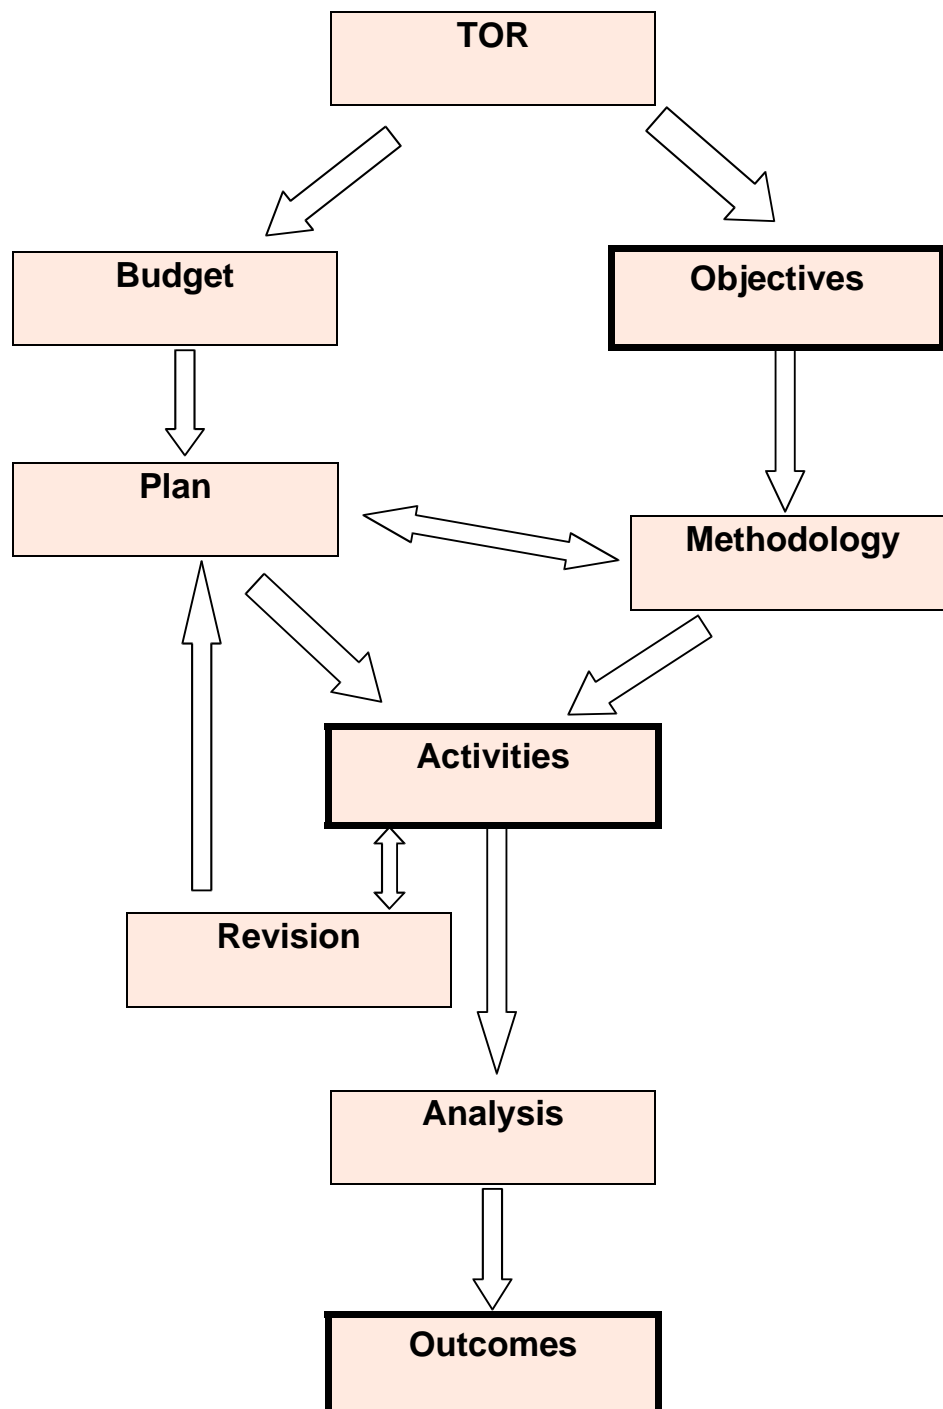 TOR
Budget
Objectives
Plan
Methodology
Activities
Revision
Analysis
Outcomes